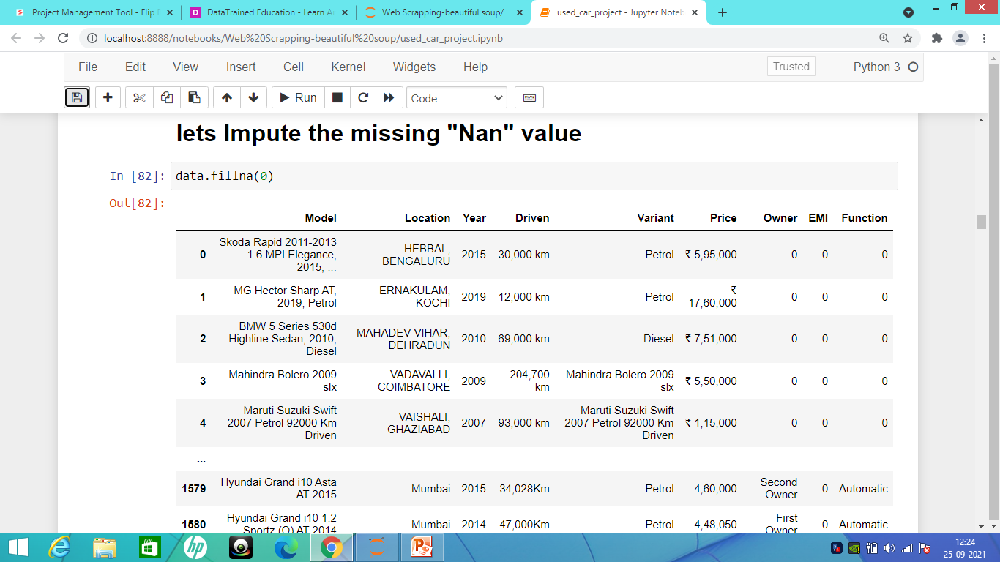 Project Management Tool - Flip F
DataTrained Education - Learn A
Web Scrapping-beautiful soup/
used_car_project - Jupyter Noteb
localhost:8888/notebooks/Web%20Scrapping-beautiful%20soup/used_car_project.ipynb
File Edit View Insert Cell Kernel Widgets Help Trusted Python 3
Run Code
lets Impute the missing "Nan" value
In [82]: data.fillna(0)
Out[82]:
Model Location Year Driven Variant Price Owner EMI Function
0 Skoda Rapid 2011-2013 1.6 MPI Elegance, 2015, ... HEBBAL, BENGALURU 2015 30,000 km Petrol ₹ 5,95,000 0 0 0
1 MG Hector Sharp AT, 2019, Petrol ERNAKULAM, KOCHI 2019 12,000 km Petrol ₹ 17,60,000 0 0 0
2 BMW 5 Series 530d Highline Sedan, 2010, Diesel MAHADEV VIHAR, DEHRADUN 2010 69,000 km Diesel ₹ 7,51,000 0 0 0
3 Mahindra Bolero 2009 slx VADAVALLI, COIMBATORE 2009 204,700 km Mahindra Bolero 2009 slx ₹ 5,50,000 0 0 0
4 Maruti Suzuki Swift 2007 Petrol 92000 Km Driven VAISHALI, GHAZIABAD 2007 93,000 km Maruti Suzuki Swift 2007 Petrol 92000 Km Driven ₹ 1,15,000 0 0 0
... ... ... ... ... ... ... ... ... ...
1579 Hyundai Grand i10 Asta AT 2015 Mumbai 2015 34,028Km Petrol 4,60,000 Second Owner 0 Automatic
1580 Hyundai Grand i10 1.2 Sportz (O) AT 2014 Mumbai 2014 47,000Km Petrol 4,48,050 First Owner 0 Automatic
hp
12:24
25-09-2021